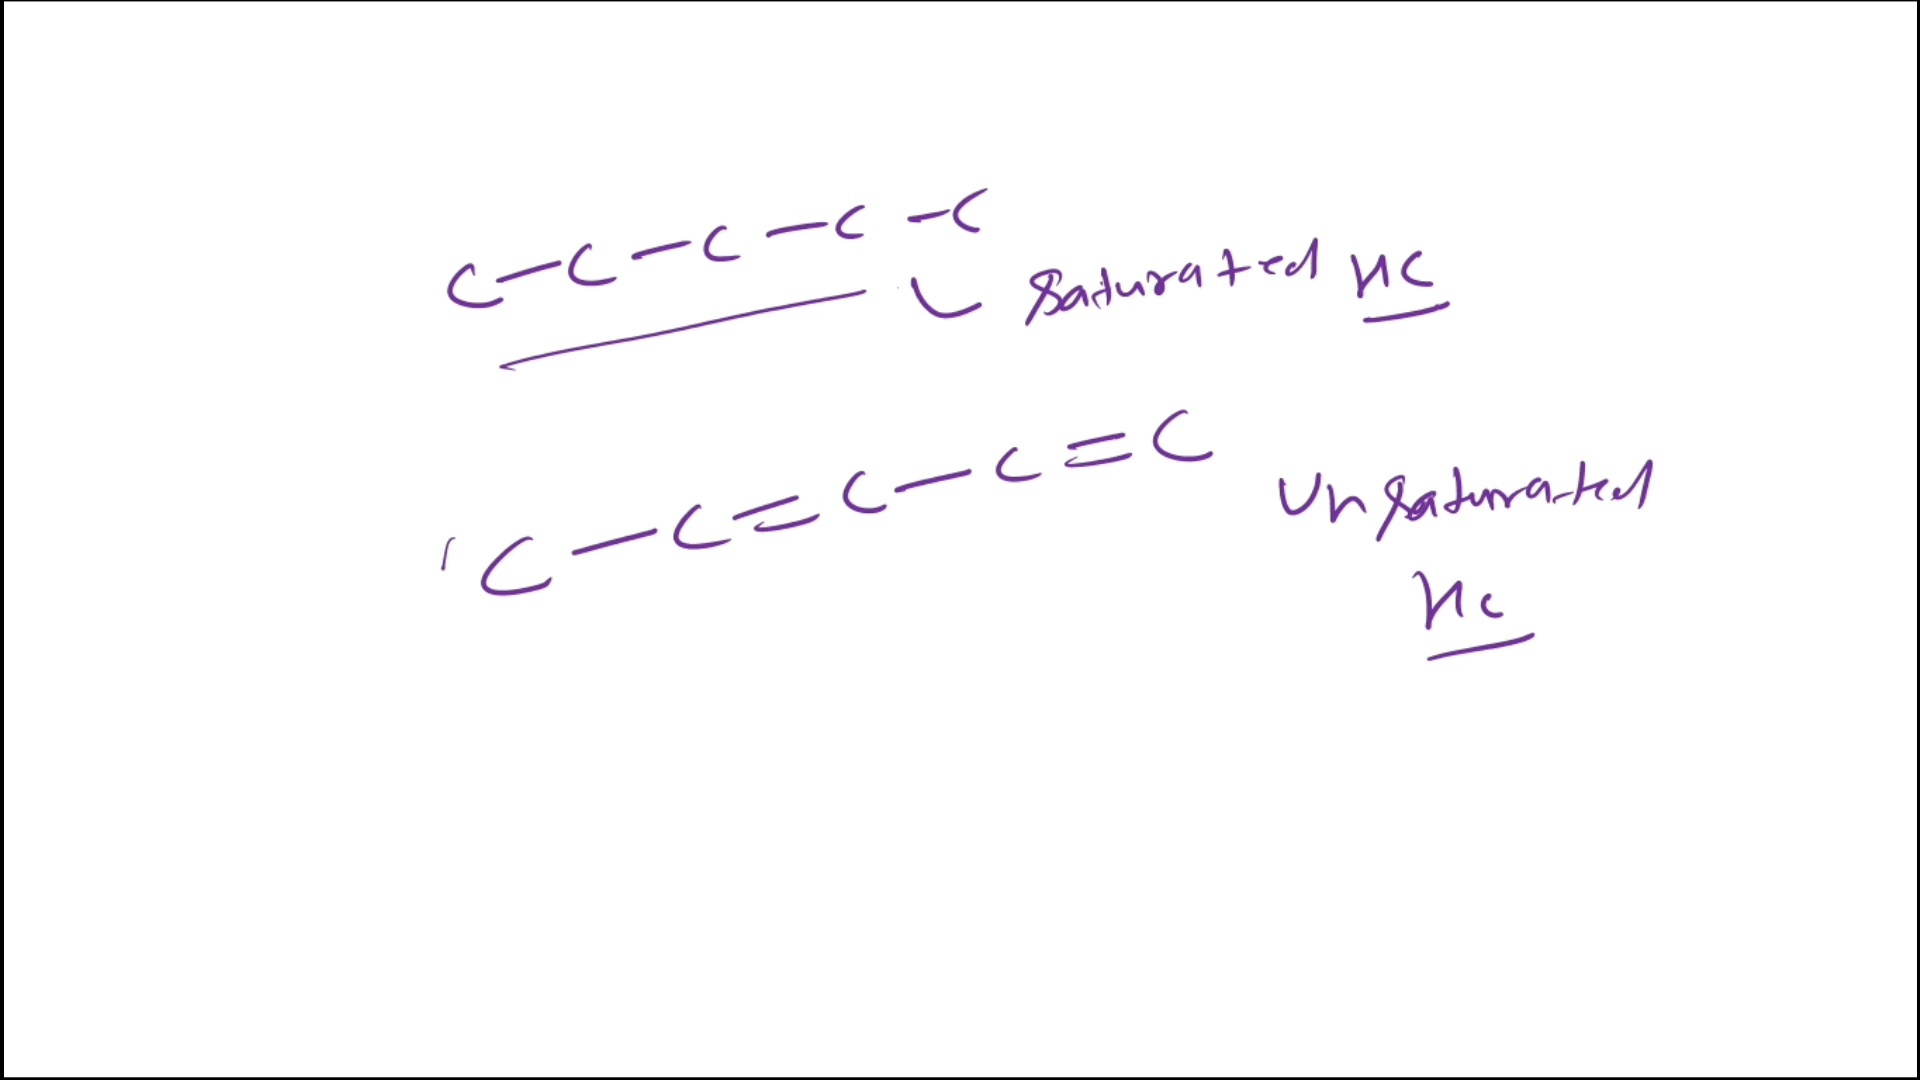 C-C-C-C-C
Saturated HC
C-C=C-C=C
Unsaturated
HC